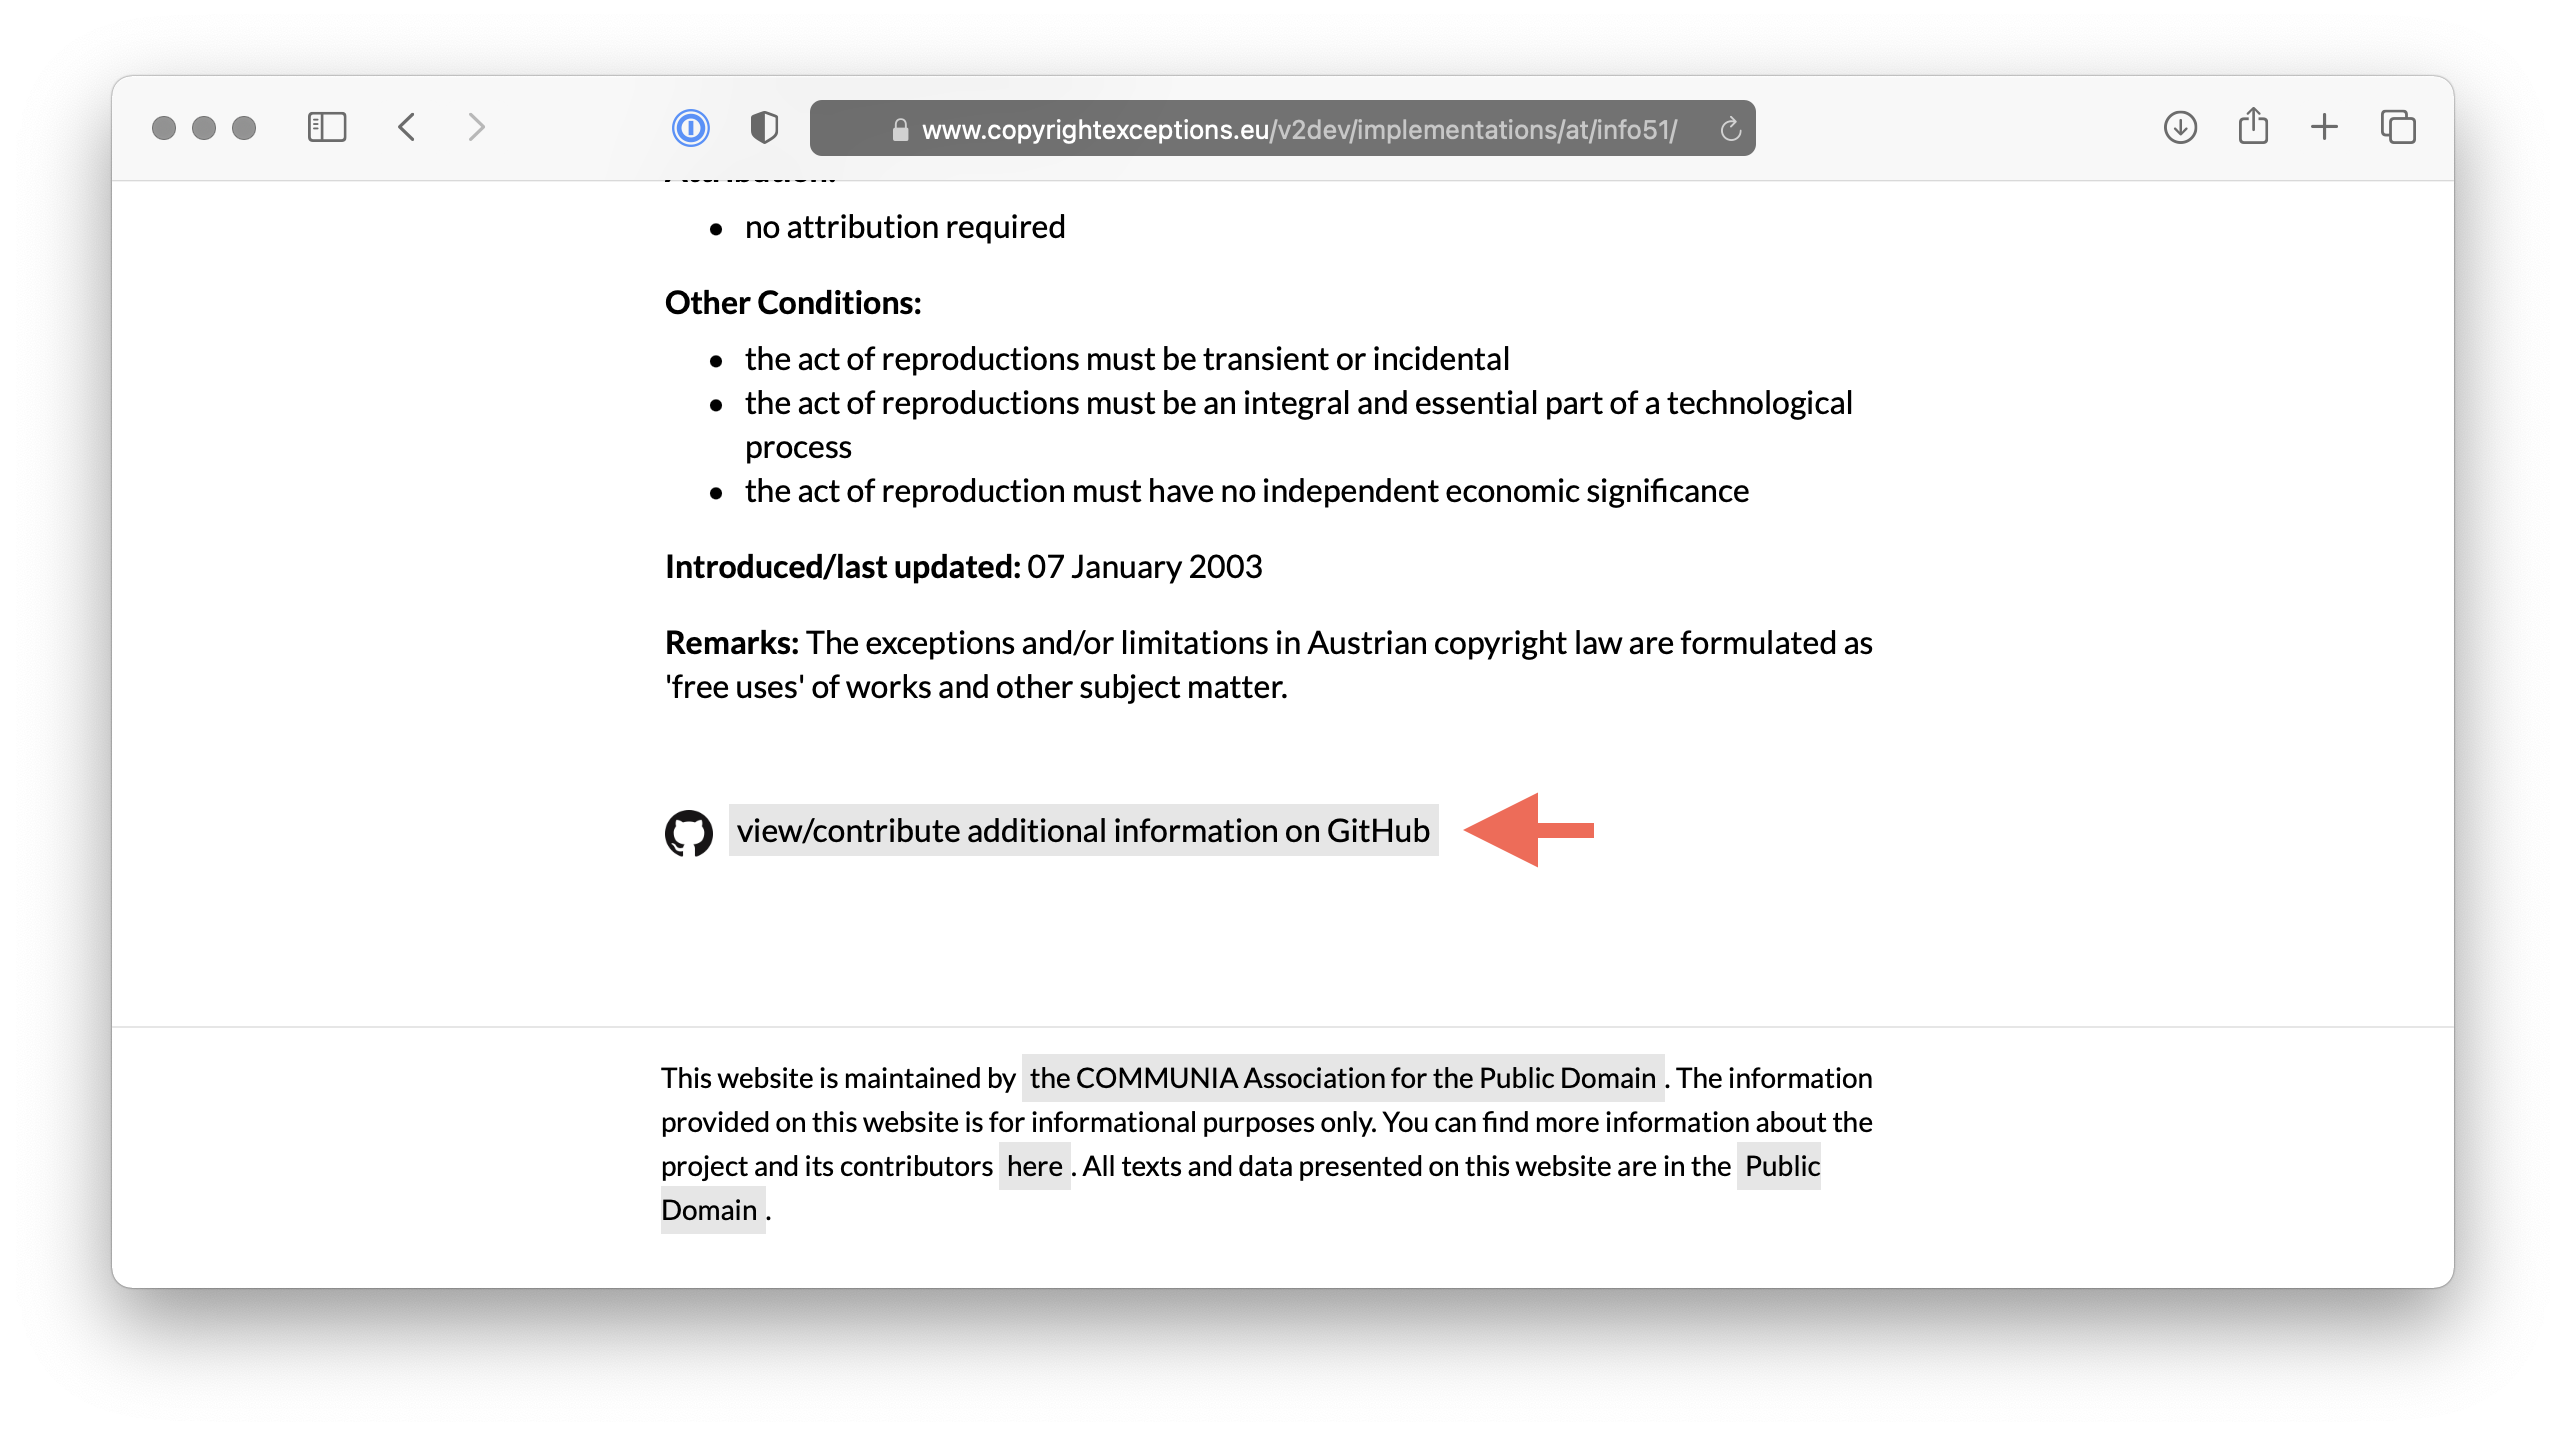 www.copyrightexceptions.eu/v2dev/implementations/at/info51/
Attribution:
• no attribution required
Other Conditions:
• the act of reproductions must be transient or incidental
• the act of reproductions must be an integral and essential part of a technological
process
• the act of reproduction must have no independent economic significance
Introduced/last updated: 07 January 2003
Remarks: The exceptions and/or limitations in Austrian copyright law are formulated as
'free uses' of works and other subject matter.
view/contribute additional information on GitHub
This website is maintained by the COMMUNIA Association for the Public Domain . The information
provided on this website is for informational purposes only. You can find more information about the
project and its contributors here . All texts and data presented on this website are in the Public
Domain .